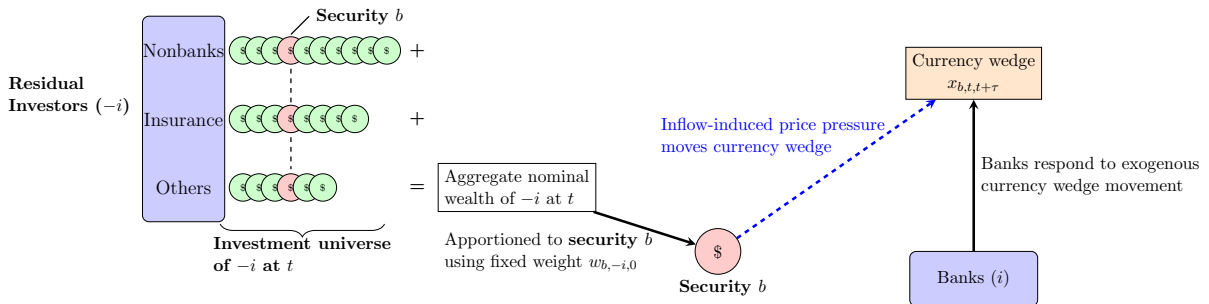 Security b
Nonbanks
$ $ $ $ $ $ $ $ $ $
+
Residual
Investors (−i)
Insurance
$ $ $ $ $ $ $ $
+
Others
$ $ $ $ $ $
=
Aggregate nominal
wealth of −i at t
Investment universe
of −i at t
Apportioned to security b
using fixed weight w_{b,−i,0}
$
Security b
Inflow-induced price pressure
moves currency wedge
Currency wedge
x_{b,t,t+τ}
Banks respond to exogenous
currency wedge movement
Banks (i)